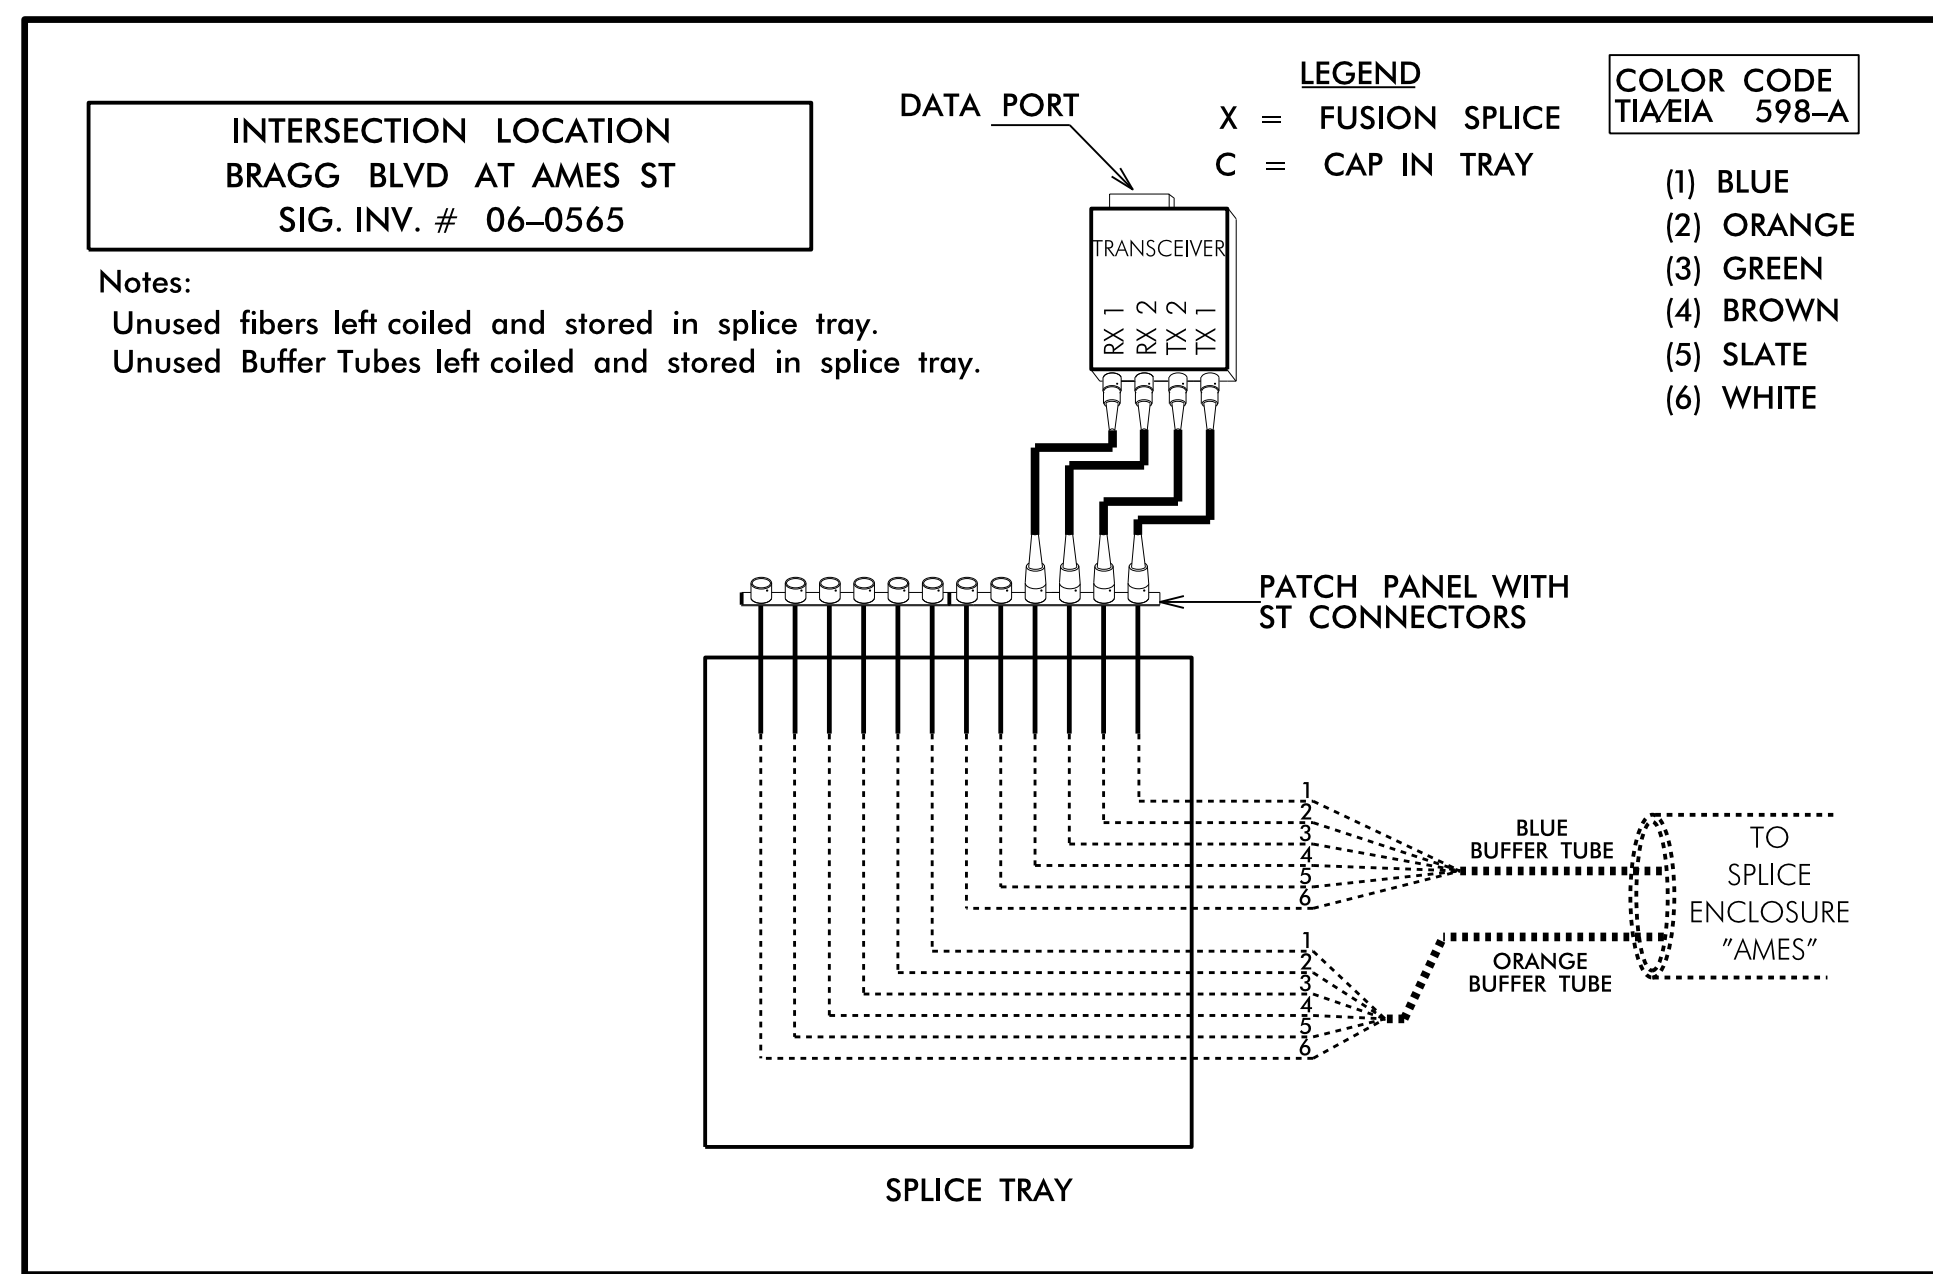 INTERSECTION LOCATION
BRAGG BLVD AT AMES ST
SIG. INV. # 06–0565
Notes:
Unused fibers left coiled and stored in splice tray.
Unused Buffer Tubes left coiled and stored in splice tray.
DATA PORT
LEGEND
X = FUSION SPLICE
C = CAP IN TRAY
COLOR CODE
TIA/EIA 598–A
(1) BLUE
(2) ORANGE
(3) GREEN
(4) BROWN
(5) SLATE
(6) WHITE
TRANSCEIVER
RX 1
RX 2
TX 2
TX 1
PATCH PANEL WITH
ST CONNECTORS
1
2
3
4
5
6
BLUE
BUFFER TUBE
1
2
3
4
5
6
ORANGE
BUFFER TUBE
TO
SPLICE
ENCLOSURE
"AMES"
SPLICE TRAY